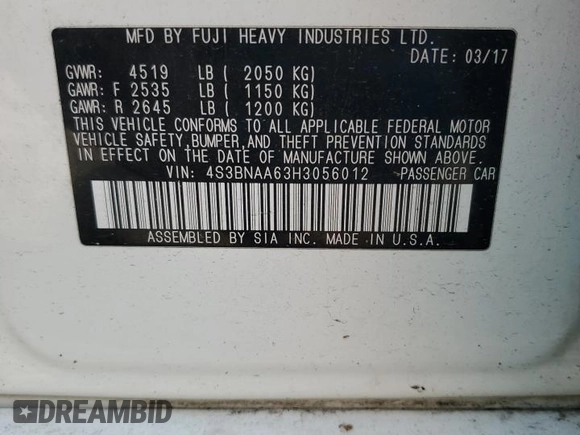 MFD BY FUJI HEAVY INDUSTRIES LTD.
DATE: 03/17
GVWR: 4519 LB ( 2050 KG)
GAWR: F 2535 LB ( 1150 KG)
GAWR: R 2645 LB ( 1200 KG)
THIS VEHICLE CONFORMS TO ALL APPLICABLE FEDERAL MOTOR
VEHICLE SAFETY,BUMPER,AND THEFT PREVENTION STANDARDS
IN EFFECT ON THE DATE OF MANUFACTURE SHOWN ABOVE.
VIN: 4S3BNAA63H3056012 PASSENGER CAR
ASSEMBLED BY SIA INC. MADE IN U.S.A.
DREAMBID